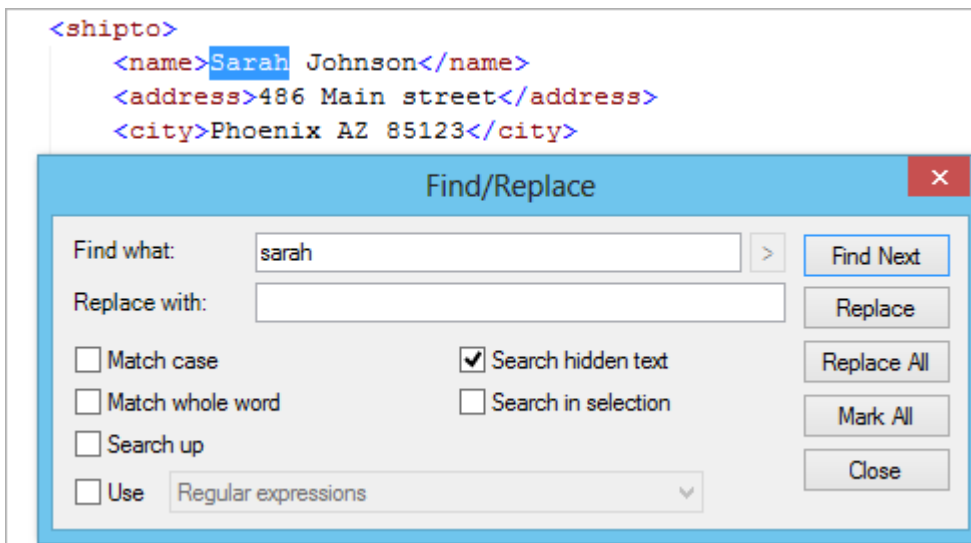 <shipto>
<name>Sarah Johnson</name>
<address>486 Main street</address>
<city>Phoenix AZ 85123</city>
Find/Replace
Find what: sarah > Find Next
Replace with: Replace
Match case Search hidden text Replace All
Match whole word Search in selection Mark All
Search up
Close
Use Regular expressions